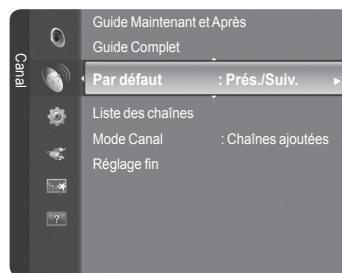 Canal
Guide Maintenant et Après
Guide Complet
Par défaut : Prés./Suiv.
Liste des chaînes
Mode Canal : Chaînes ajoutées
Réglage fin
?